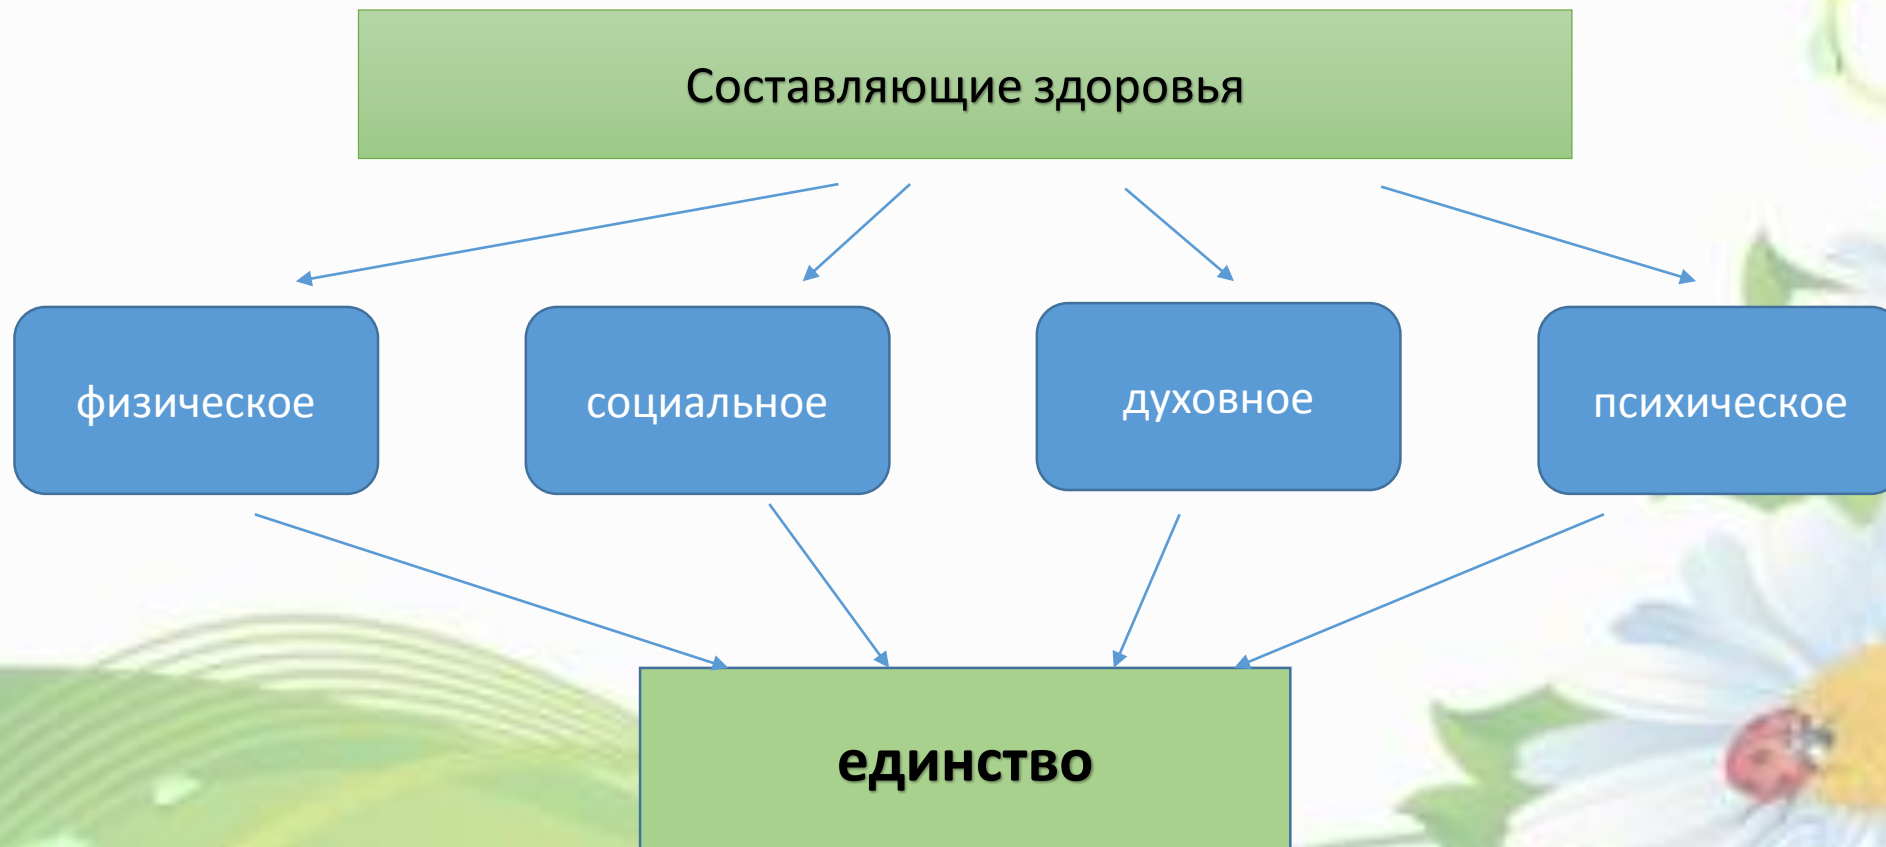 Составляющие здоровья
физическое
социальное
духовное
психическое
единство